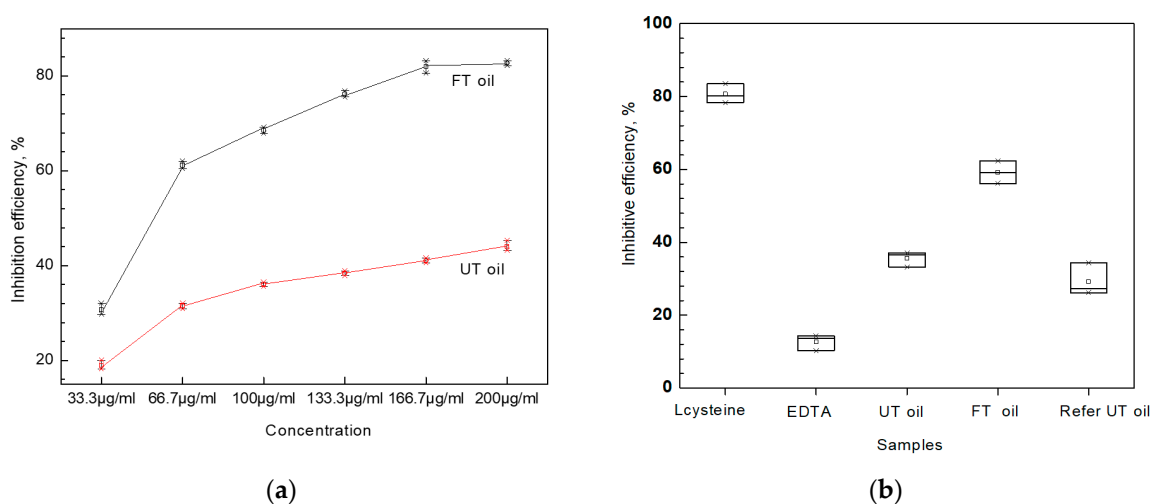 80
60
40
20
Inhibition efficiency, %
FT oil
UT oil
33.3μg/ml 66.7μg/ml 100μg/ml 133.3μg/ml 166.7μg/ml 200μg/ml
Concentration
(a)
100
80
60
40
20
0
Inhibitive efficiency, %
Lcysteine EDTA UT oil FT oil Refer UT oil
Samples
(b)